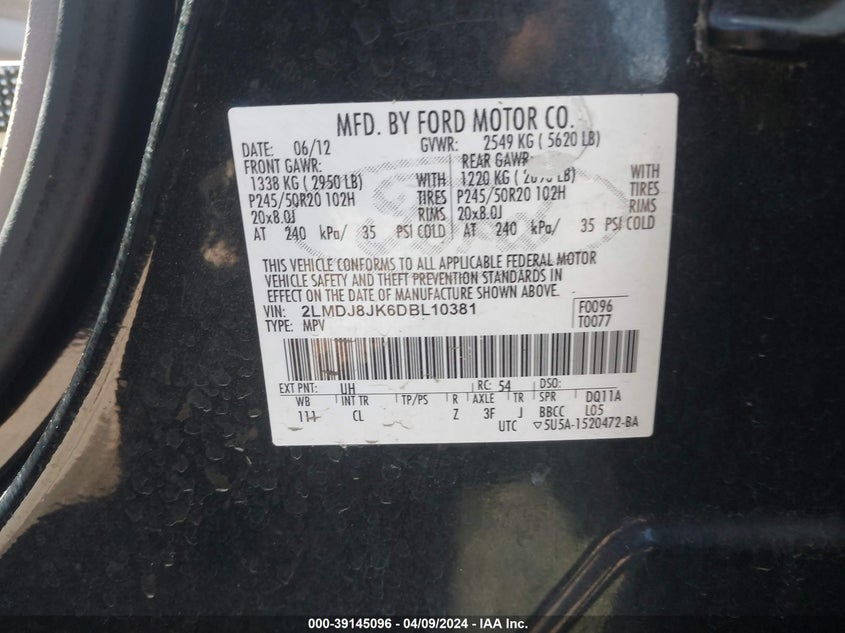 MFD. BY FORD MOTOR CO.
DATE: 06/12 GVWR: 2549 KG ( 5620 LB)
FRONT GAWR: REAR GAWR:
1338 KG ( 2950 LB) WITH 1220 KG ( LB) WITH
P245/50R20 102H TIRES P245/50R20 102H TIRES
20x8.0J RIMS 20x8.0J RIMS
AT 240 kPa/ 35 PSI COLD AT 240 kPa/ 35 PSI COLD
THIS VEHICLE CONFORMS TO ALL APPLICABLE FEDERAL MOTOR
VEHICLE SAFETY AND THEFT PREVENTION STANDARDS IN
EFFECT ON THE DATE OF MANUFACTURE SHOWN ABOVE.
VIN: 2LMDJ8JK6DBL10381 F0096
TYPE: MPV T0077
EXT PNT: UH RC: 54 DSO:
WB INT TR TP/PS R AXLE TR SPR DQ11A
111 CL Z 3F J BBCC L05
UTC ▽5U5A-1520472-BA
000-39145096 - 04/09/2024 - IAA Inc.